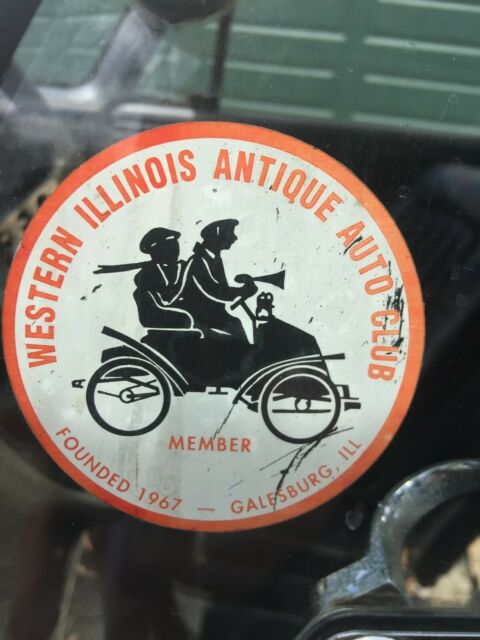 WESTERN ILLINOIS ANTIQUE AUTO CLUB
MEMBER
FOUNDED 1967 — GALESBURG, ILL